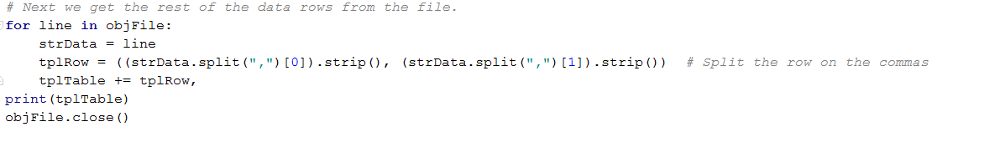 # Next we get the rest of the data rows from the file.
for line in objFile:
    strData = line
    tplRow = ((strData.split(",")[0]).strip(), (strData.split(",")[1]).strip())  # Split the row on the commas
    tplTable += tplRow,
print(tplTable)
objFile.close()